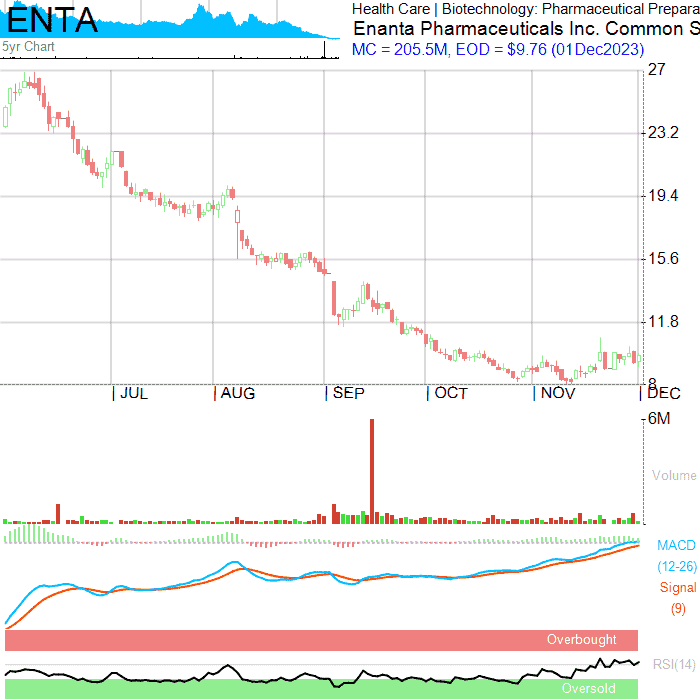 ENTA
5yr Chart
Health Care | Biotechnology: Pharmaceutical Prepara
Enanta Pharmaceuticals Inc. Common S
MC = 205.5M, EOD = $9.76 (01Dec2023)
27
23.2
19.4
15.6
11.8
8
| JUL | AUG | SEP | OCT | NOV | DEC
6M
Volume
MACD
(12-26)
Signal
(9)
Overbought
RSI(14)
Oversold